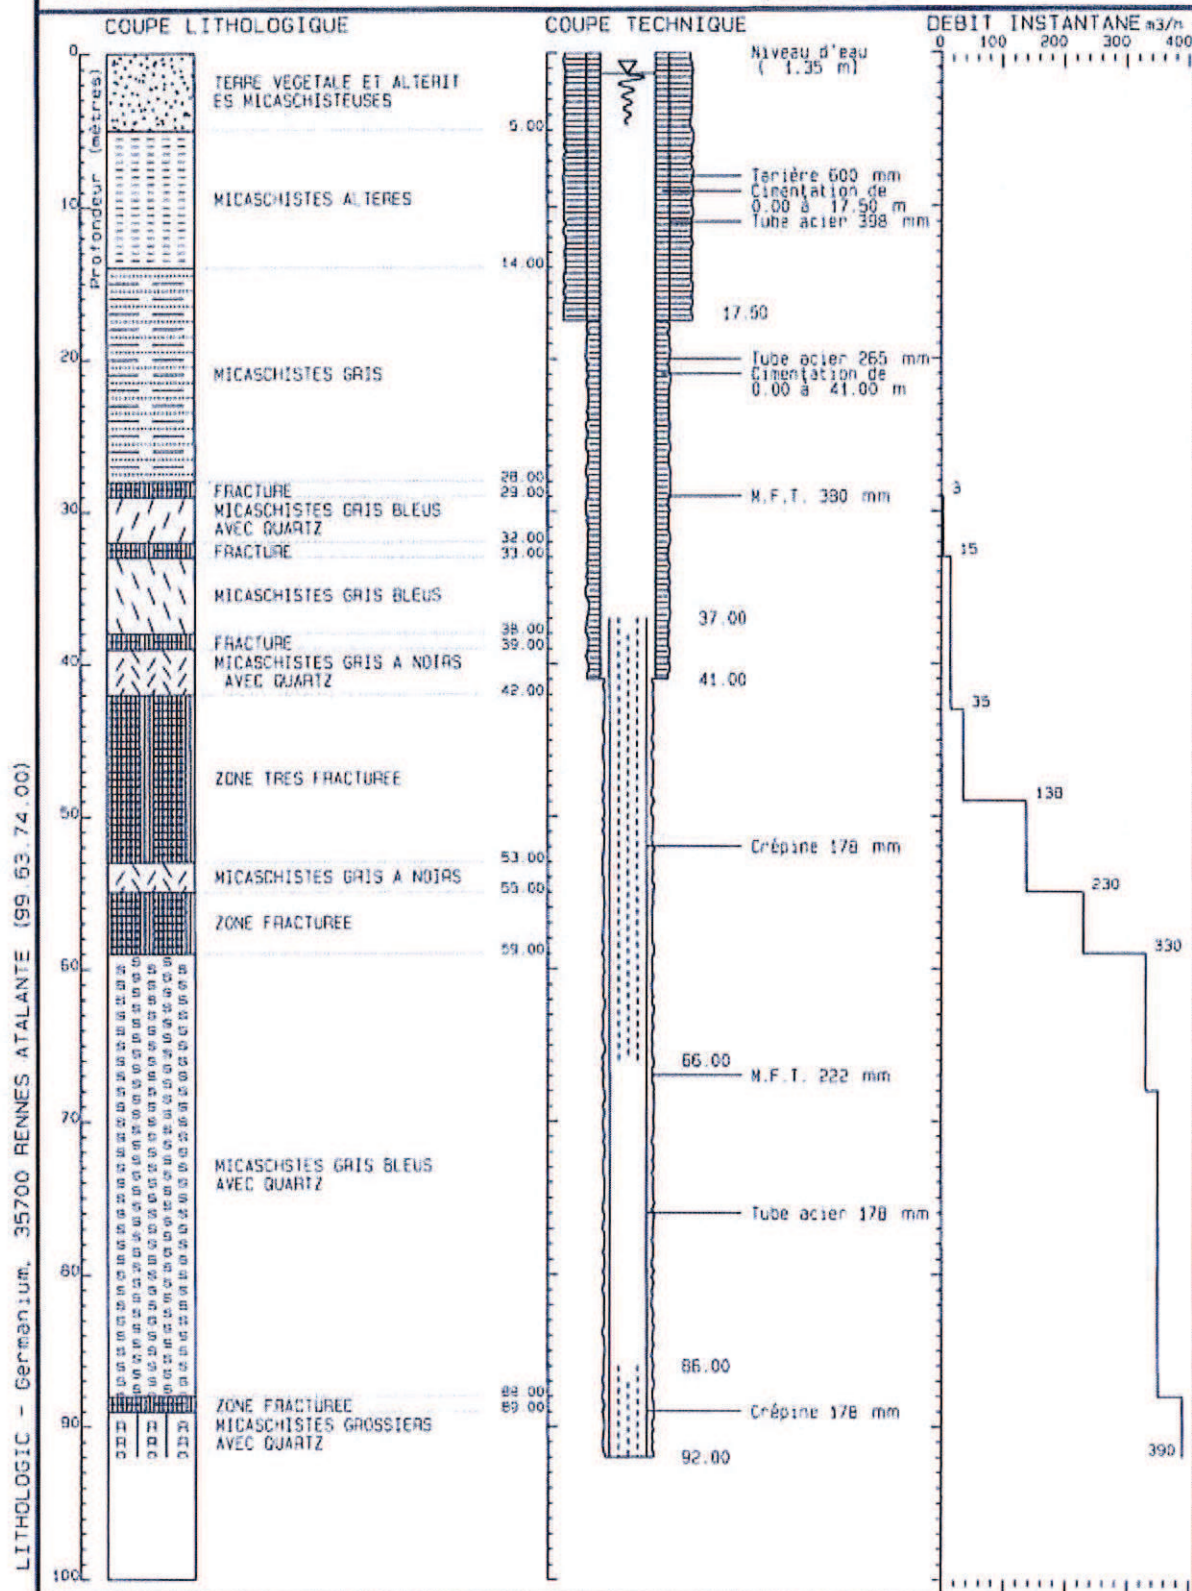 COUPE LITHOLOGIQUE
COUPE TECHNIQUE
DEBIT INSTANTANE m3/h
0 100 200 300 400
Profondeur (mètres)
0
10
20
30
40
50
60
70
80
90
100
TERRE VEGETALE ET ALTERIT
ES MICASCHISTEUSES
5.00
MICASCHISTES ALTERES
14.00
MICASCHISTES GRIS
28.00
FRACTURE
29.00
MICASCHISTES GRIS BLEUS
AVEC QUARTZ
32.00
FRACTURE
33.00
MICASCHISTES GRIS BLEUS
38.00
FRACTURE
39.00
MICASCHISTES GRIS A NOIRS
AVEC QUARTZ
42.00
ZONE TRES FRACTUREE
53.00
MICASCHISTES GRIS A NOIRS
55.00
ZONE FRACTUREE
59.00
MICASCHSTES GRIS BLEUS
AVEC QUARTZ
88.00
ZONE FRACTUREE
89.00
MICASCHISTES GROSSIERS
AVEC QUARTZ
Niveau d'eau
( 1.35 m)
Tarière 600 mm
Cimentation de
0.00 à 17.50 m
Tube acier 398 mm
17.50
Tube acier 265 mm
Cimentation de
0.00 à 41.00 m
M.F.T. 380 mm
37.00
41.00
Crépine 178 mm
66.00
M.F.T. 222 mm
Tube acier 178 mm
86.00
Crépine 178 mm
92.00
3
15
35
138
230
330
390
LITHOLOGIC - Germanium, 35700 RENNES ATALANTE (99.63.74.00)